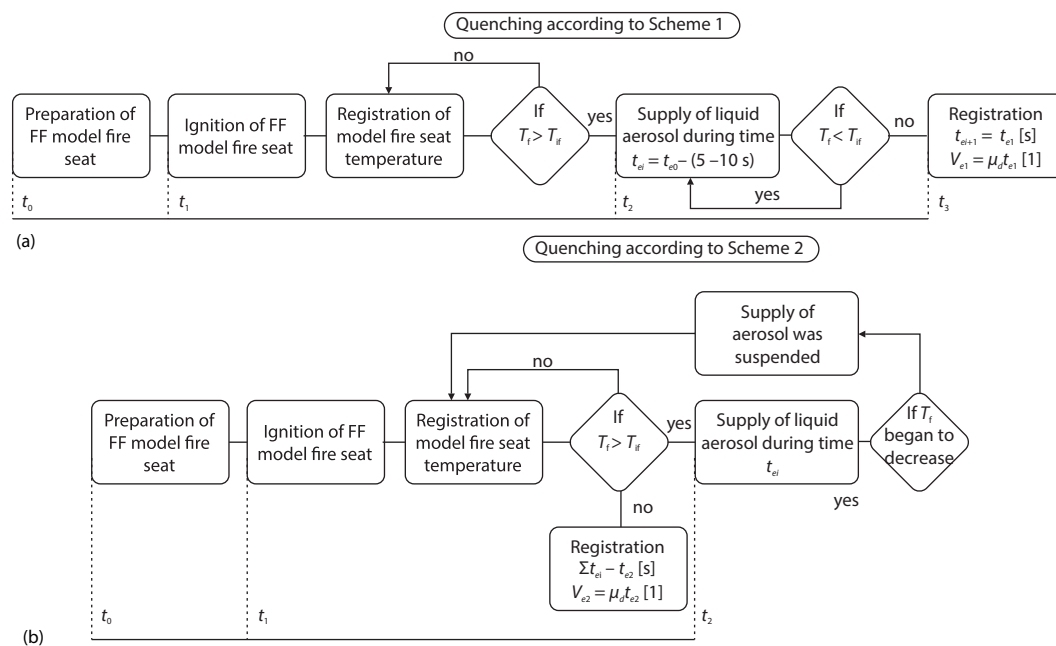 Quenching according to Scheme 1
no
Preparation of
FF model fire
seat
Ignition of FF
model fire seat
Registration of
model fire seat
temperature
If
T_f > T_if
yes
Supply of liquid
aerosol during time
t_ei = t_e0 – (5 –10 s)
If
T_f < T_if
no
Registration
t_ei+1 = t_e1 [s]
V_e1 = μ_d t_e1 [1]
yes
t_0
t_1
t_2
t_3
(a)
Quenching according to Scheme 2
Supply of
aerosol was
suspended
no
Preparation of
FF model fire
seat
Ignition of FF
model fire seat
Registration of
model fire seat
temperature
If
T_f > T_if
yes
Supply of liquid
aerosol during time
t_ei
If T_f
began to
decrease
yes
no
Registration
Σt_ei – t_e2 [s]
V_e2 = μ_d t_e2 [1]
t_0
t_1
t_2
(b)